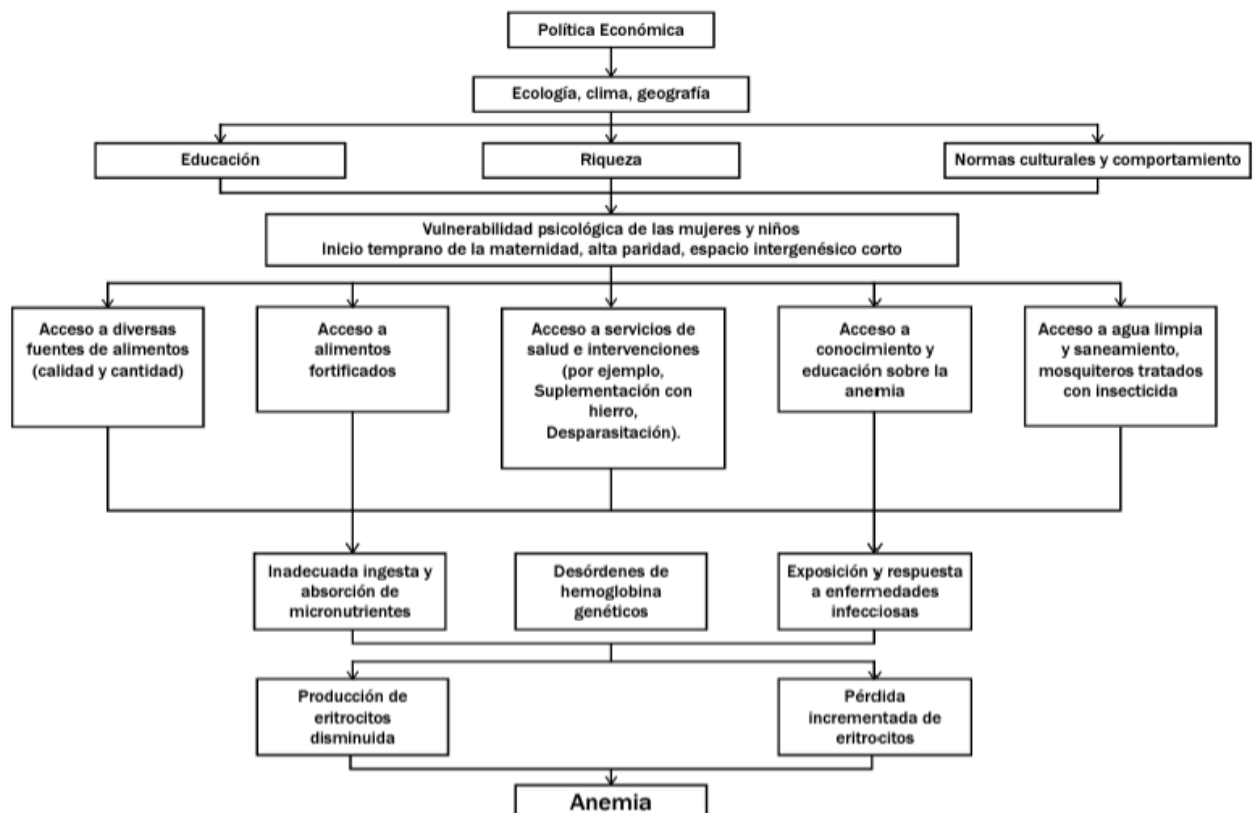 Política Económica
Ecología, clima, geografía
Educación
Riqueza
Normas culturales y comportamiento
Vulnerabilidad psicológica de las mujeres y niños
Inicio temprano de la maternidad, alta paridad, espacio intergenésico corto
Acceso a diversas
fuentes de alimentos
(calidad y cantidad)
Acceso a
alimentos
fortificados
Acceso a servicios de
salud e intervenciones
(por ejemplo,
Suplementación con
hierro,
Desparasitación).
Acceso a
conocimiento y
educación sobre la
anemia
Acceso a agua limpia
y saneamiento,
mosquiteros tratados
con insecticida
Inadecuada ingesta y
absorción de
micronutrientes
Desórdenes de
hemoglobina
genéticos
Exposición y respuesta
a enfermedades
infecciosas
Producción de
eritrocitos
disminuida
Pérdida
incrementada de
eritrocitos
Anemia